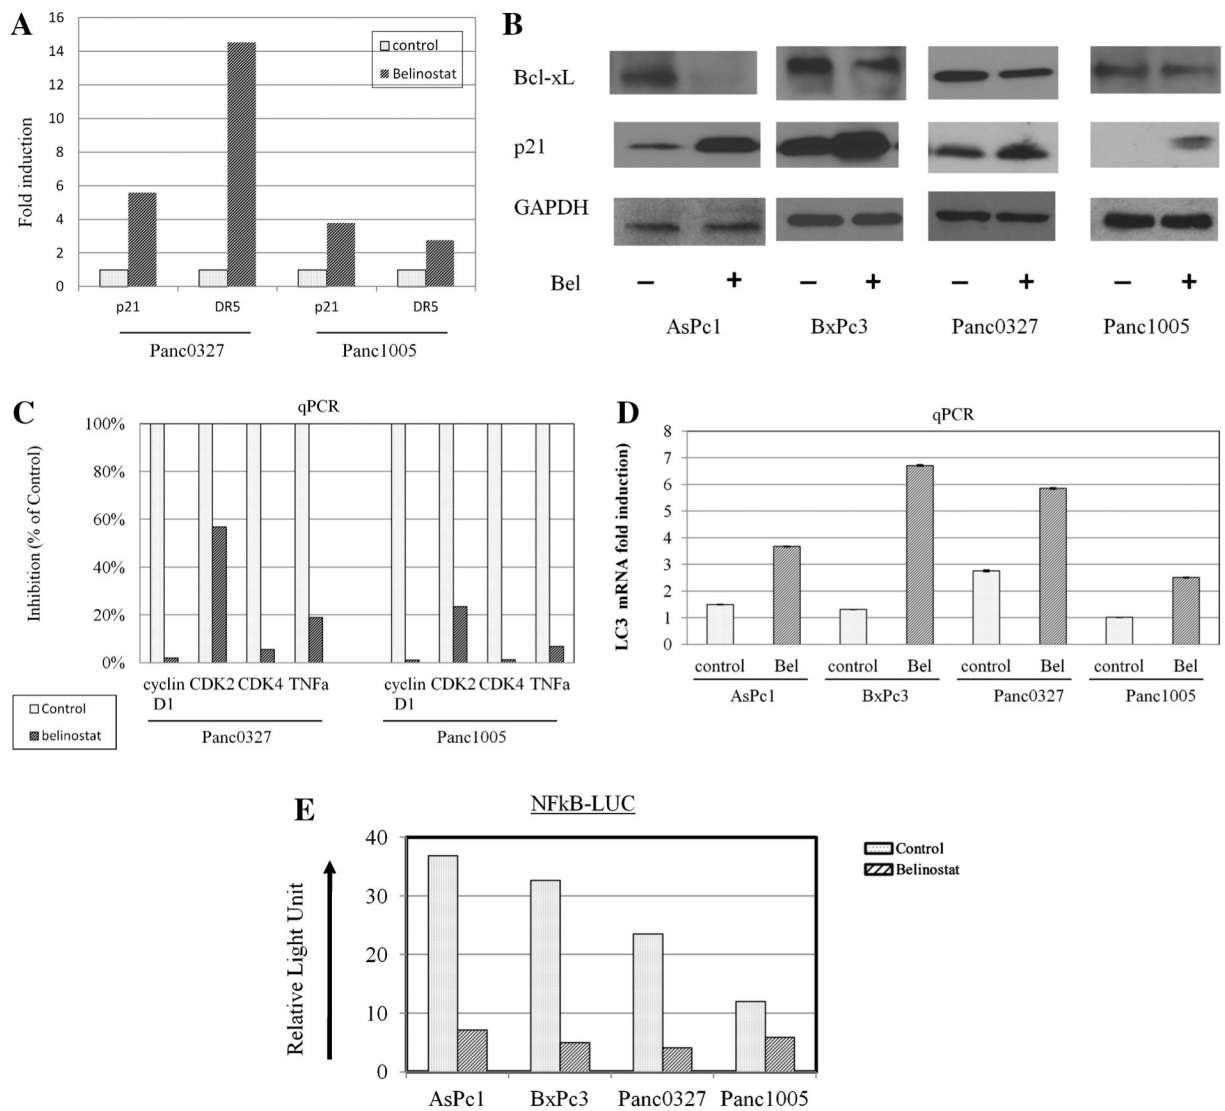 A
16
14
12
10
8
6
4
2
0
Fold induction
control
Belinostat
p21 DR5 p21 DR5
Panc0327 Panc1005
B
Bcl-xL
p21
GAPDH
Bel − + − + − + − +
AsPc1 BxPc3 Panc0327 Panc1005
C
qPCR
100%
80%
60%
40%
20%
0%
Inhibition (% of Control)
cyclin CDK2 CDK4 TNFa cyclin CDK2 CDK4 TNFa
D1 D1
Control
belinostat
Panc0327 Panc1005
D
qPCR
8
7
6
5
4
3
2
1
0
LC3 mRNA fold induction)
control Bel control Bel control Bel control Bel
AsPc1 BxPc3 Panc0327 Panc1005
E
NFkB-LUC
40
30
20
10
0
Relative Light Unit
Control
Belinostat
AsPc1 BxPc3 Panc0327 Panc1005